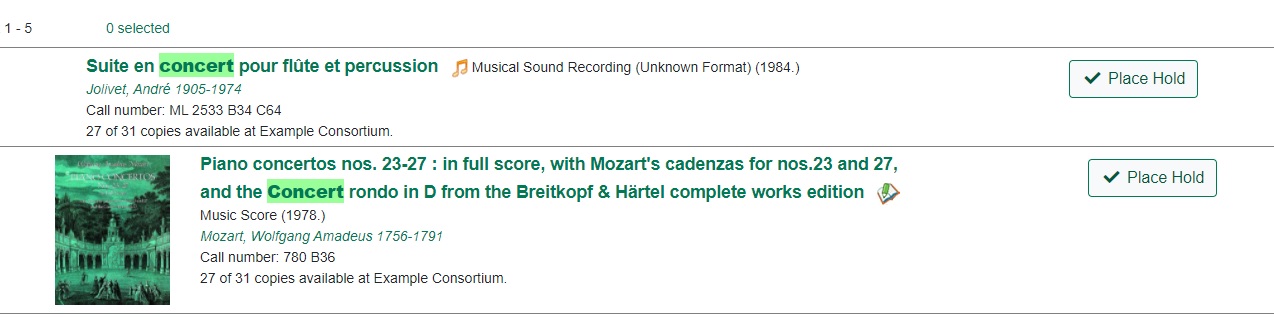 1 - 5 0 selected
Suite en concert pour flûte et percussion Musical Sound Recording (Unknown Format) (1984.)
Place Hold
Jolivet, André 1905-1974
Call number: ML 2533 B34 C64
27 of 31 copies available at Example Consortium.
Piano concertos nos. 23-27 : in full score, with Mozart's cadenzas for nos.23 and 27,
Place Hold
and the Concert rondo in D from the Breitkopf & Härtel complete works edition
Music Score (1978.)
Mozart, Wolfgang Amadeus 1756-1791
Call number: 780 B36
27 of 31 copies available at Example Consortium.